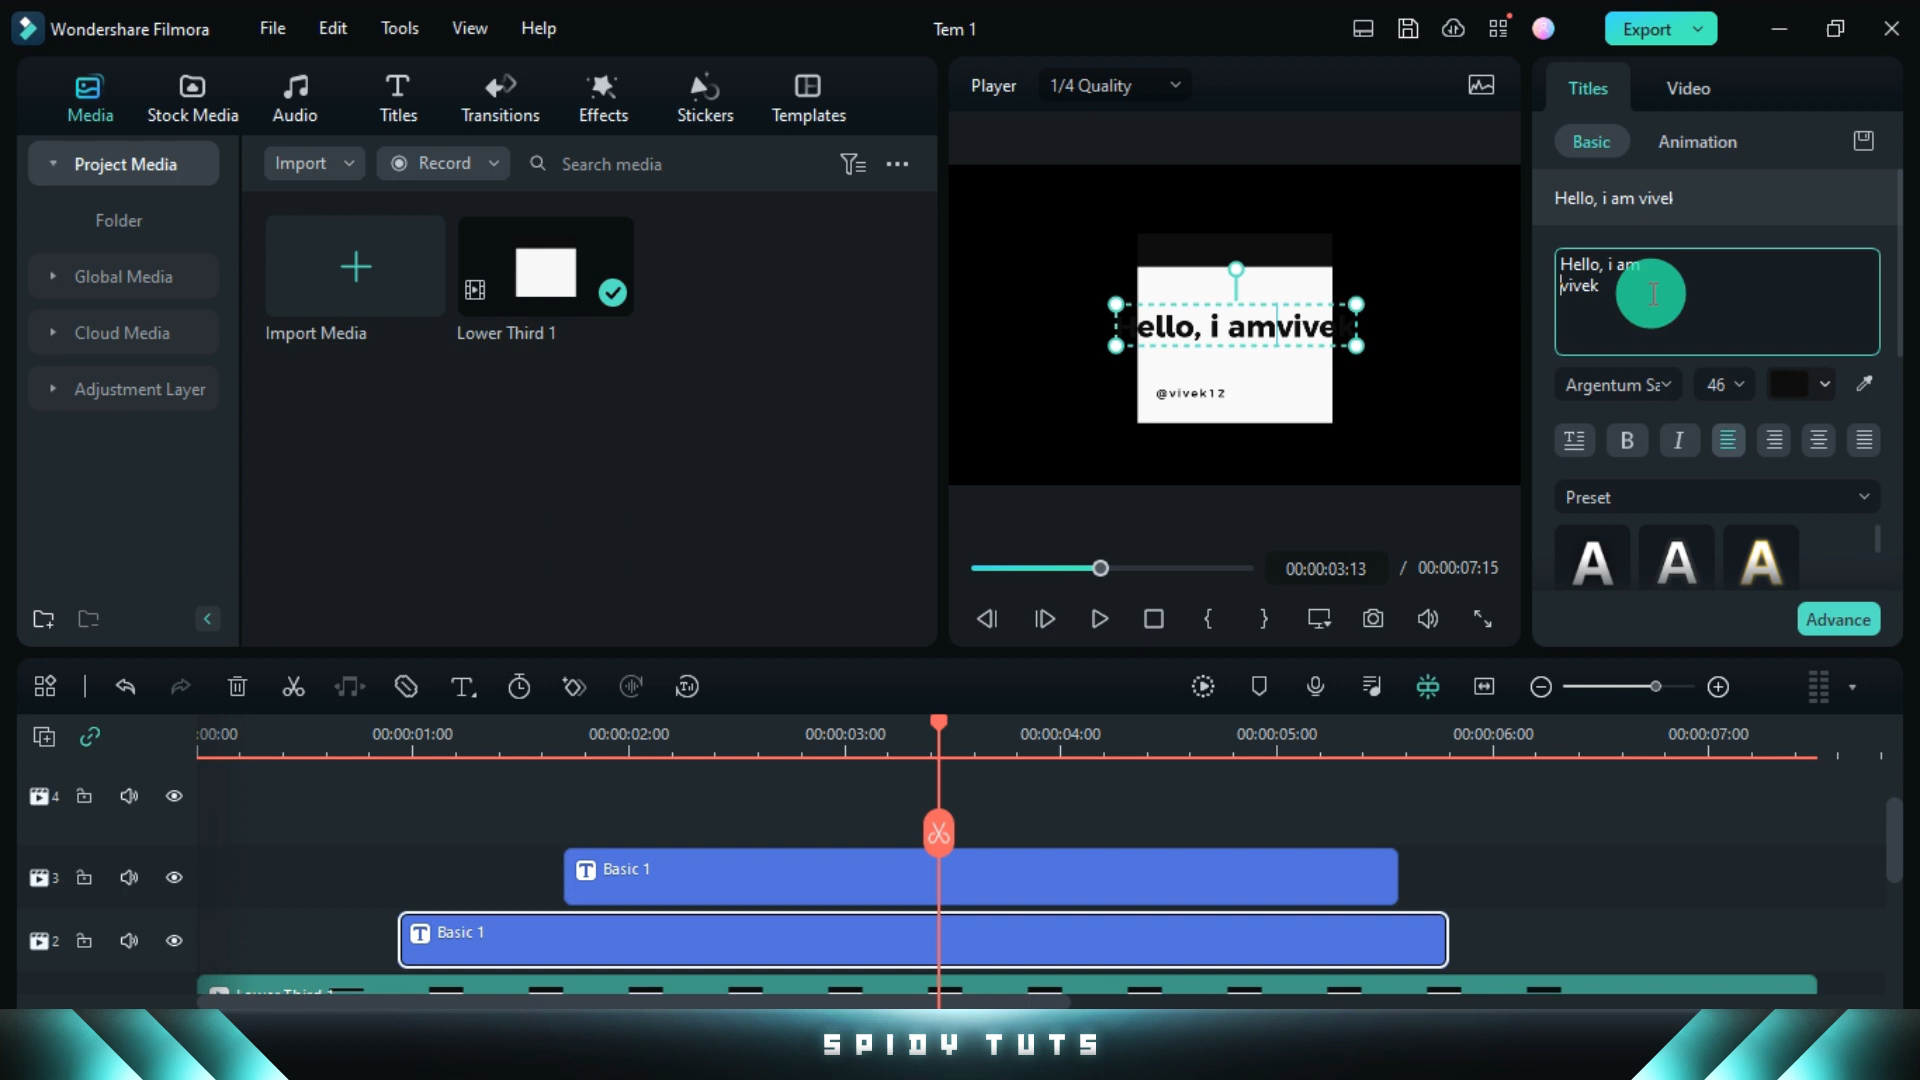 Wondershare Filmora
File
Edit
Tools
View
Help
Tem 1
Export
Media
Stock Media
Audio
Titles
Transitions
Effects
Stickers
Templates
Player
1/4 Quality
Titles
Video
Basic
Animation
Project Media
Import
Record
Search media
Folder
Global Media
Cloud Media
Adjustment Layer
Import Media
Lower Third 1
Hello, i am vivek
Hello, i am
vivek
Hello, i amvivek
@vivek12
Argentum Sa
46
B
I
Preset
A
A
A
Advance
00:00:03:13
/
00:00:07:15
:00:00
00:00:01:00
00:00:02:00
00:00:03:00
00:00:04:00
00:00:05:00
00:00:06:00
00:00:07:00
4
3
Basic 1
2
Basic 1
Lower Third 1
SPIDY TUTS